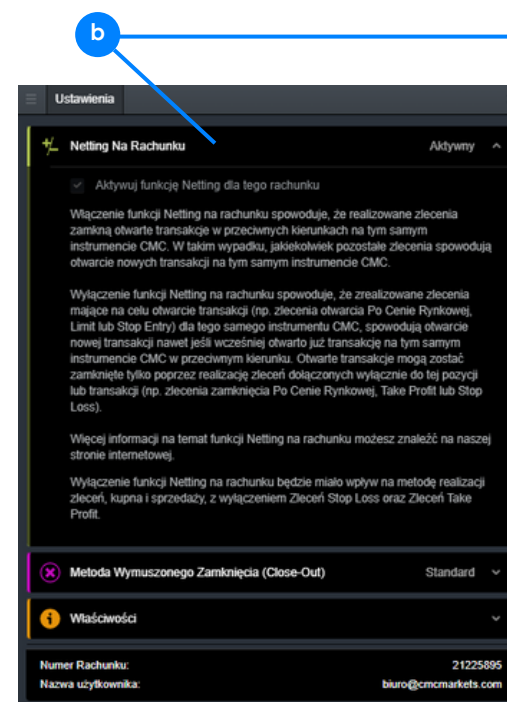 b
Ustawienia
Netting Na Rachunku Aktywny
Aktywuj funkcję Netting dla tego rachunku
Włączenie funkcji Netting na rachunku spowoduje, że realizowane zlecenia
zamkną otwarte transakcje w przeciwnych kierunkach na tym samym
instrumencie CMC. W takim wypadku, jakiekolwiek pozostałe zlecenia spowodują
otwarcie nowych transakcji na tym samym instrumencie CMC.
Wyłączenie funkcji Netting na rachunku spowoduje, że zrealizowane zlecenia
mające na celu otwarcie transakcji (np. zlecenia otwarcia Po Cenie Rynkowej,
Limit lub Stop Entry) dla tego samego instrumentu CMC, spowodują otwarcie
nowej transakcji nawet jeśli wcześniej otwarto już transakcję na tym samym
instrumencie CMC w przeciwnym kierunku. Otwarte transakcje mogą zostać
zamknięte tylko poprzez realizację zleceń dołączonych wyłącznie do tej pozycji
lub transakcji (np. zlecenia zamknięcia Po Cenie Rynkowej, Take Profit lub Stop
Loss).
Więcej informacji na temat funkcji Netting na rachunku możesz znaleźć na naszej
stronie internetowej.
Wyłączenie funkcji Netting na rachunku będzie miało wpływ na metodę realizacji
zleceń, kupna i sprzedaży, z wyłączeniem Zleceń Stop Loss oraz Zleceń Take
Profit.
Metoda Wymuszonego Zamknięcia (Close-Out) Standard
Właściwości
Numer Rachunku: 21225895
Nazwa użytkownika: biuro@cmcmarkets.com